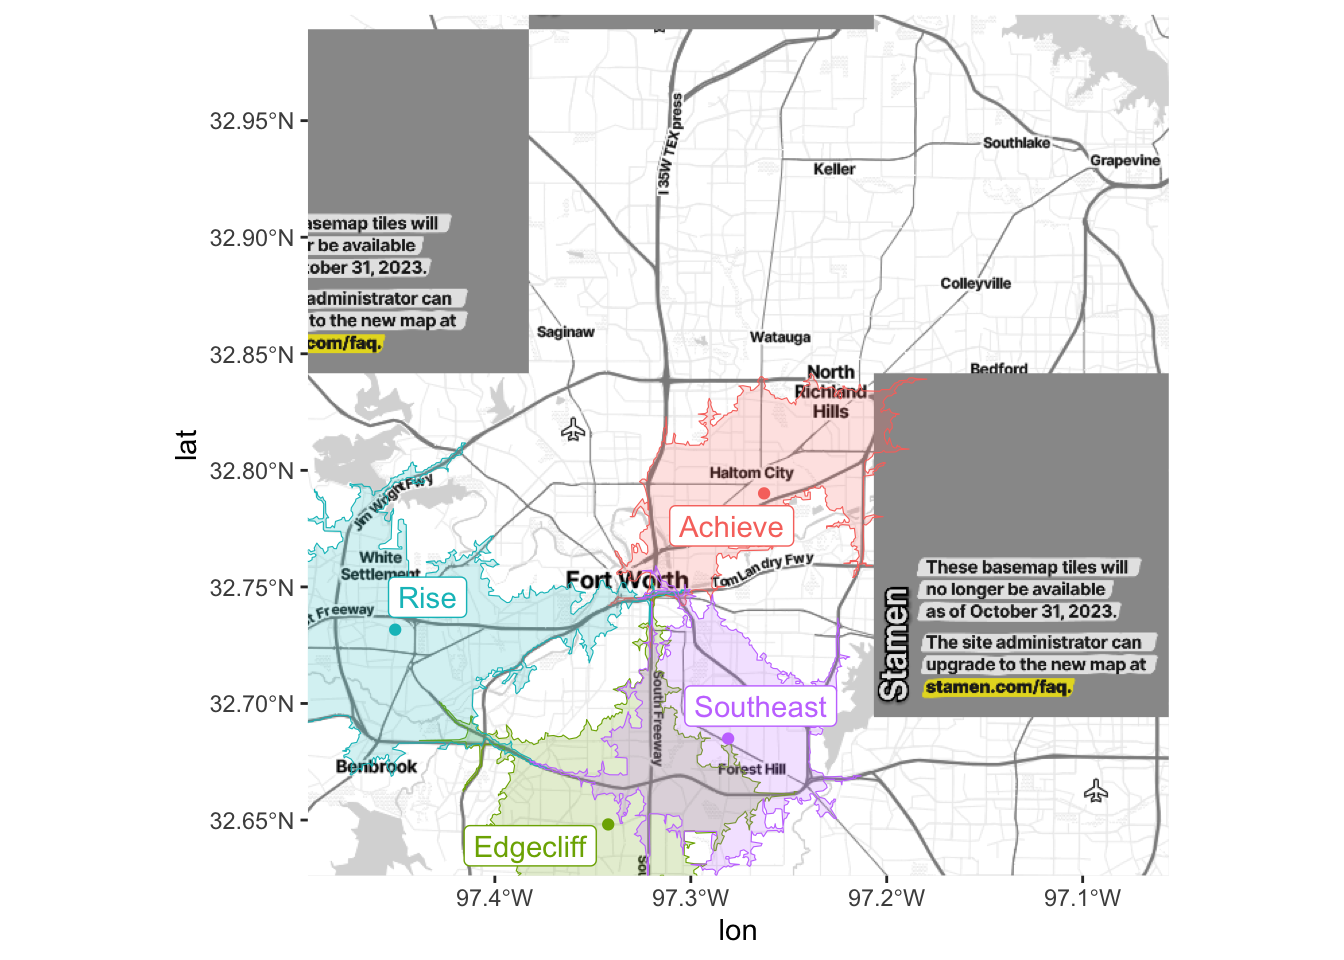 32.95°N
32.90°N
32.85°N
32.80°N
32.75°N
32.70°N
32.65°N
lat
97.4°W
97.3°W
97.2°W
97.1°W
lon
asemap tiles will
r be available
tober 31, 2023.
administrator can
to the new map at
com/faq.
I 35W TEXpress
Southlake
Grapevine
Keller
Colleyville
Saginaw
Watauga
Bedford
North
Richland
Hills
Haltom City
Achieve
Jim Wright Fwy
White
Settlement
Rise
t Freeway
Fort Worth
Tom Landry Fwy
Stamen
These basemap tiles will
no longer be available
as of October 31, 2023.
The site administrator can
upgrade to the new map at
stamen.com/faq.
South Freeway
Southeast
Forest Hill
Benbrook
Edgecliff
Sou